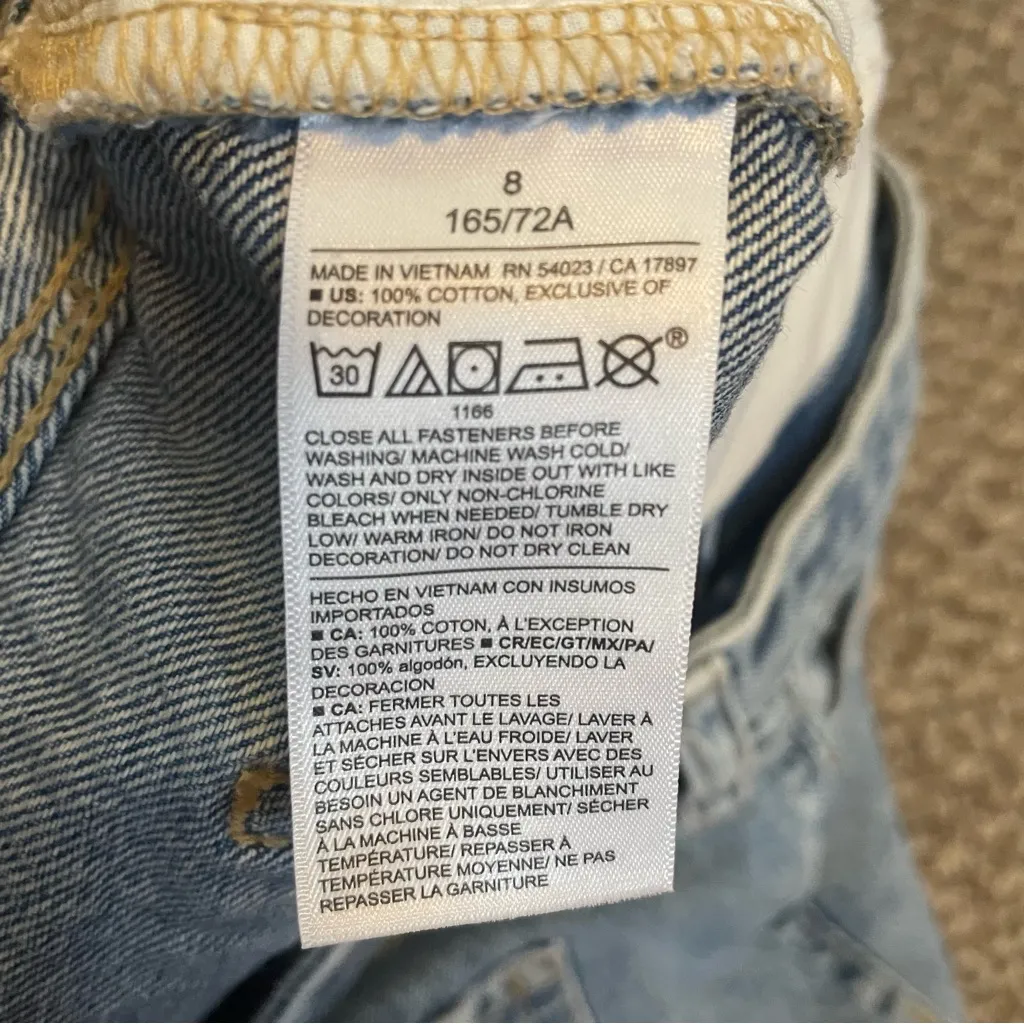 8
165/72A
MADE IN VIETNAM RN 54023 / CA 17897
■ US: 100% COTTON, EXCLUSIVE OF
DECORATION
30 ®
1166
CLOSE ALL FASTENERS BEFORE
WASHING/ MACHINE WASH COLD/
WASH AND DRY INSIDE OUT WITH LIKE
COLORS/ ONLY NON-CHLORINE
BLEACH WHEN NEEDED/ TUMBLE DRY
LOW/ WARM IRON/ DO NOT IRON
DECORATION/ DO NOT DRY CLEAN
HECHO EN VIETNAM CON INSUMOS
IMPORTADOS
■ CA: 100% COTON, À L'EXCEPTION
DES GARNITURES ■ CR/EC/GT/MX/PA/
SV: 100% algodón, EXCLUYENDO LA
DECORACION
■ CA: FERMER TOUTES LES
ATTACHES AVANT LE LAVAGE/ LAVER À
LA MACHINE À L'EAU FROIDE/ LAVER
ET SÉCHER SUR L'ENVERS AVEC DES
COULEURS SEMBLABLES/ UTILISER AU
BESOIN UN AGENT DE BLANCHIMENT
SANS CHLORE UNIQUEMENT/ SÉCHER
À LA MACHINE À BASSE
TEMPÉRATURE/ REPASSER À
TEMPÉRATURE MOYENNE/ NE PAS
REPASSER LA GARNITURE